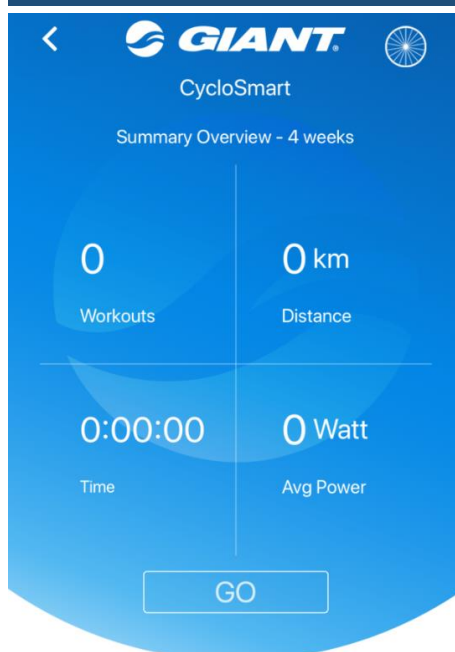 GIANT
CycloSmart
Summary Overview - 4 weeks
0
0 km
Workouts
Distance
0:00:00
0 Watt
Time
Avg Power
GO